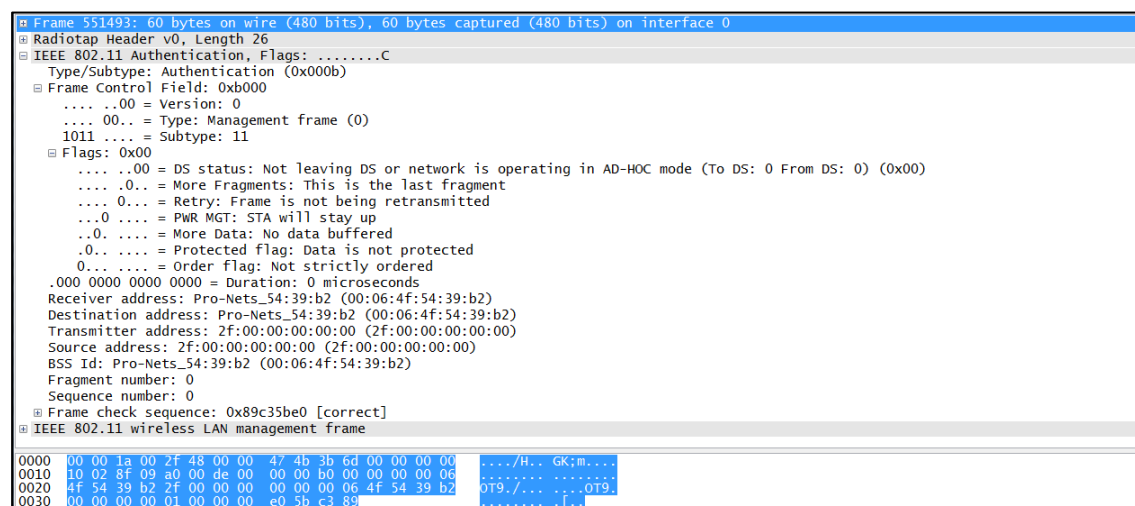 Frame 551493: 60 bytes on wire (480 bits), 60 bytes captured (480 bits) on interface 0
Radiotap Header v0, Length 26
IEEE 802.11 Authentication, Flags: ........C
Type/Subtype: Authentication (0x000b)
Frame Control Field: 0xb000
.... ..00 = Version: 0
.... 00.. = Type: Management frame (0)
1011 .... = Subtype: 11
Flags: 0x00
.... ..00 = DS status: Not leaving DS or network is operating in AD-HOC mode (To DS: 0 From DS: 0) (0x00)
.... .0.. = More Fragments: This is the last fragment
.... 0... = Retry: Frame is not being retransmitted
...0 .... = PWR MGT: STA will stay up
..0. .... = More Data: No data buffered
.0.. .... = Protected flag: Data is not protected
0... .... = Order flag: Not strictly ordered
.000 0000 0000 0000 = Duration: 0 microseconds
Receiver address: Pro-Nets_54:39:b2 (00:06:4f:54:39:b2)
Destination address: Pro-Nets_54:39:b2 (00:06:4f:54:39:b2)
Transmitter address: 2f:00:00:00:00:00 (2f:00:00:00:00:00)
Source address: 2f:00:00:00:00:00 (2f:00:00:00:00:00)
BSS Id: Pro-Nets_54:39:b2 (00:06:4f:54:39:b2)
Fragment number: 0
Sequence number: 0
Frame check sequence: 0x89c35be0 [correct]
IEEE 802.11 wireless LAN management frame
0000 00 00 1a 00 2f 48 00 00 47 4b 3b 6d 00 00 00 00 ..../H.. GK;m....
0010 10 02 8f 09 a0 00 de 00 00 00 b0 00 00 00 00 06 ........ ........
0020 4f 54 39 b2 2f 00 00 00 00 00 00 06 4f 54 39 b2 OT9./... ....OT9.
0030 00 00 00 00 01 00 00 00 e0 5b c3 89 ........ .[..